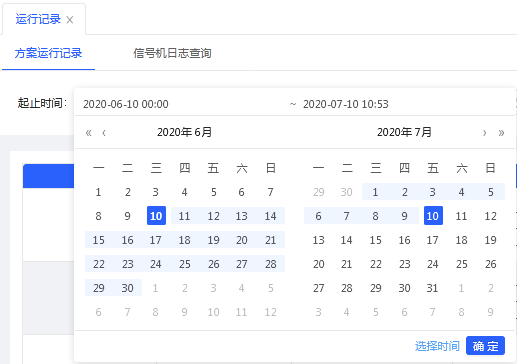 运行记录 ×
方案运行记录 信号机日志查询
起止时间： 2020-06-10 00:00 ~ 2020-07-10 10:53
« ‹ 2020年 6月 2020年 7月 › »
一 二 三 四 五 六 日 一 二 三 四 五 六 日
1 2 3 4 5 6 7 29 30 1 2 3 4 5
8 9 10 11 12 13 14 6 7 8 9 10 11 12
15 16 17 18 19 20 21 13 14 15 16 17 18 19
22 23 24 25 26 27 28 20 21 22 23 24 25 26
29 30 1 2 3 4 5 27 28 29 30 31 1 2
6 7 8 9 10 11 12 3 4 5 6 7 8 9
选择时间 确 定